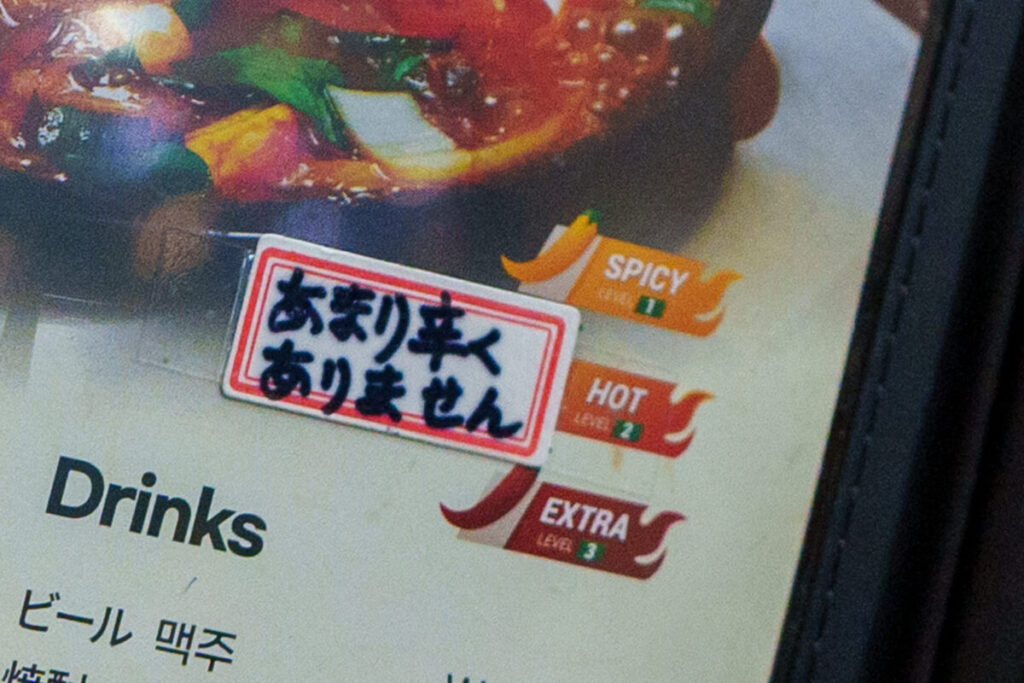 SPICY
LEVEL 1
あまり辛く
ありません
HOT
LEVEL 2
EXTRA
LEVEL 3
Drinks
ビール 맥주